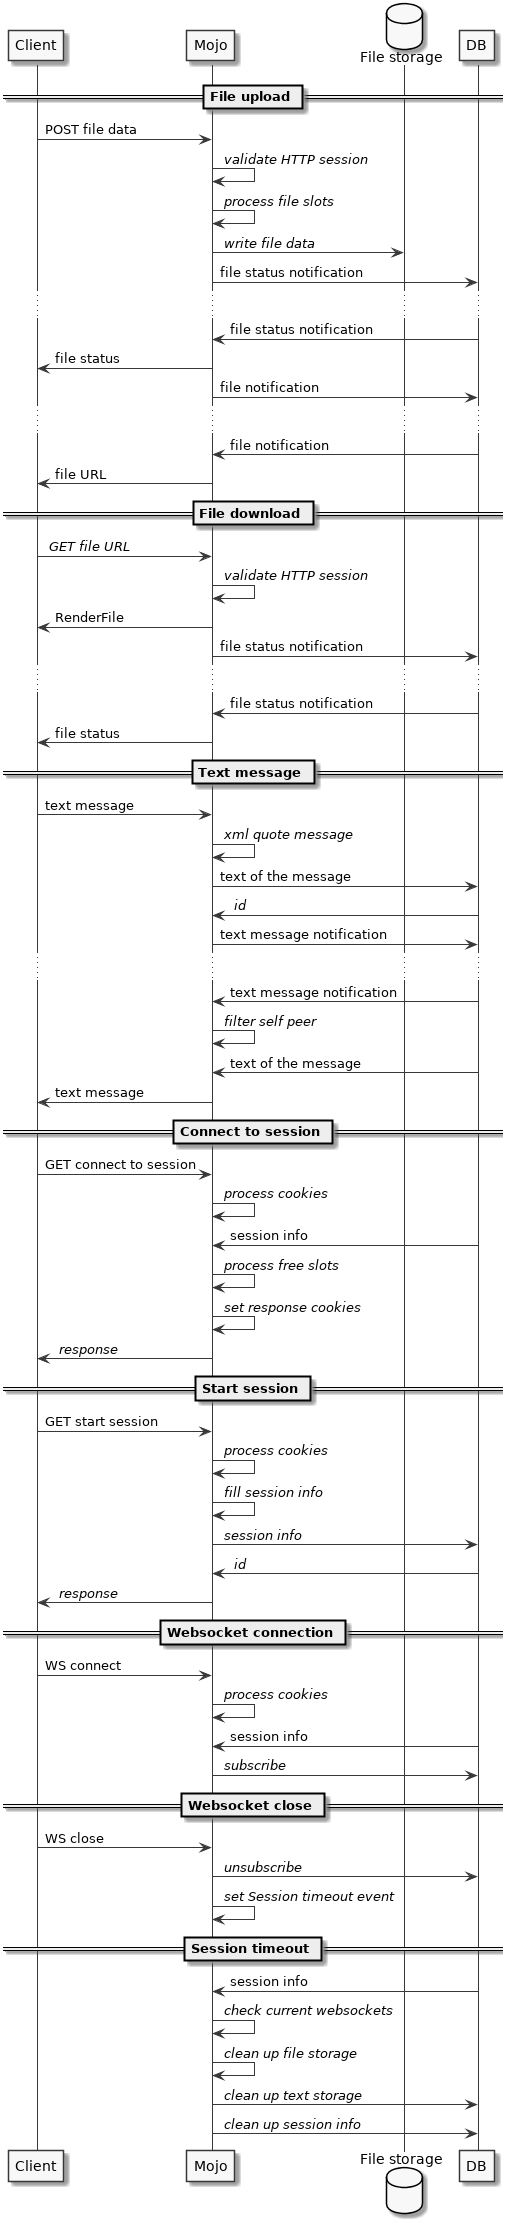 Client
Mojo
File storage
DB
File upload
POST file data
validate HTTP session
process file slots
write file data
file status notification
file status notification
file status
file notification
file notification
file URL
File download
GET file URL
validate HTTP session
RenderFile
file status notification
file status notification
file status
Text message
text message
xml quote message
text of the message
id
text message notification
text message notification
filter self peer
text of the message
text message
Connect to session
GET connect to session
process cookies
session info
process free slots
set response cookies
response
Start session
GET start session
process cookies
fill session info
session info
id
response
Websocket connection
WS connect
process cookies
session info
subscribe
Websocket close
WS close
unsubscribe
set Session timeout event
Session timeout
session info
check current websockets
clean up file storage
clean up text storage
clean up session info
Client
Mojo
File storage
DB